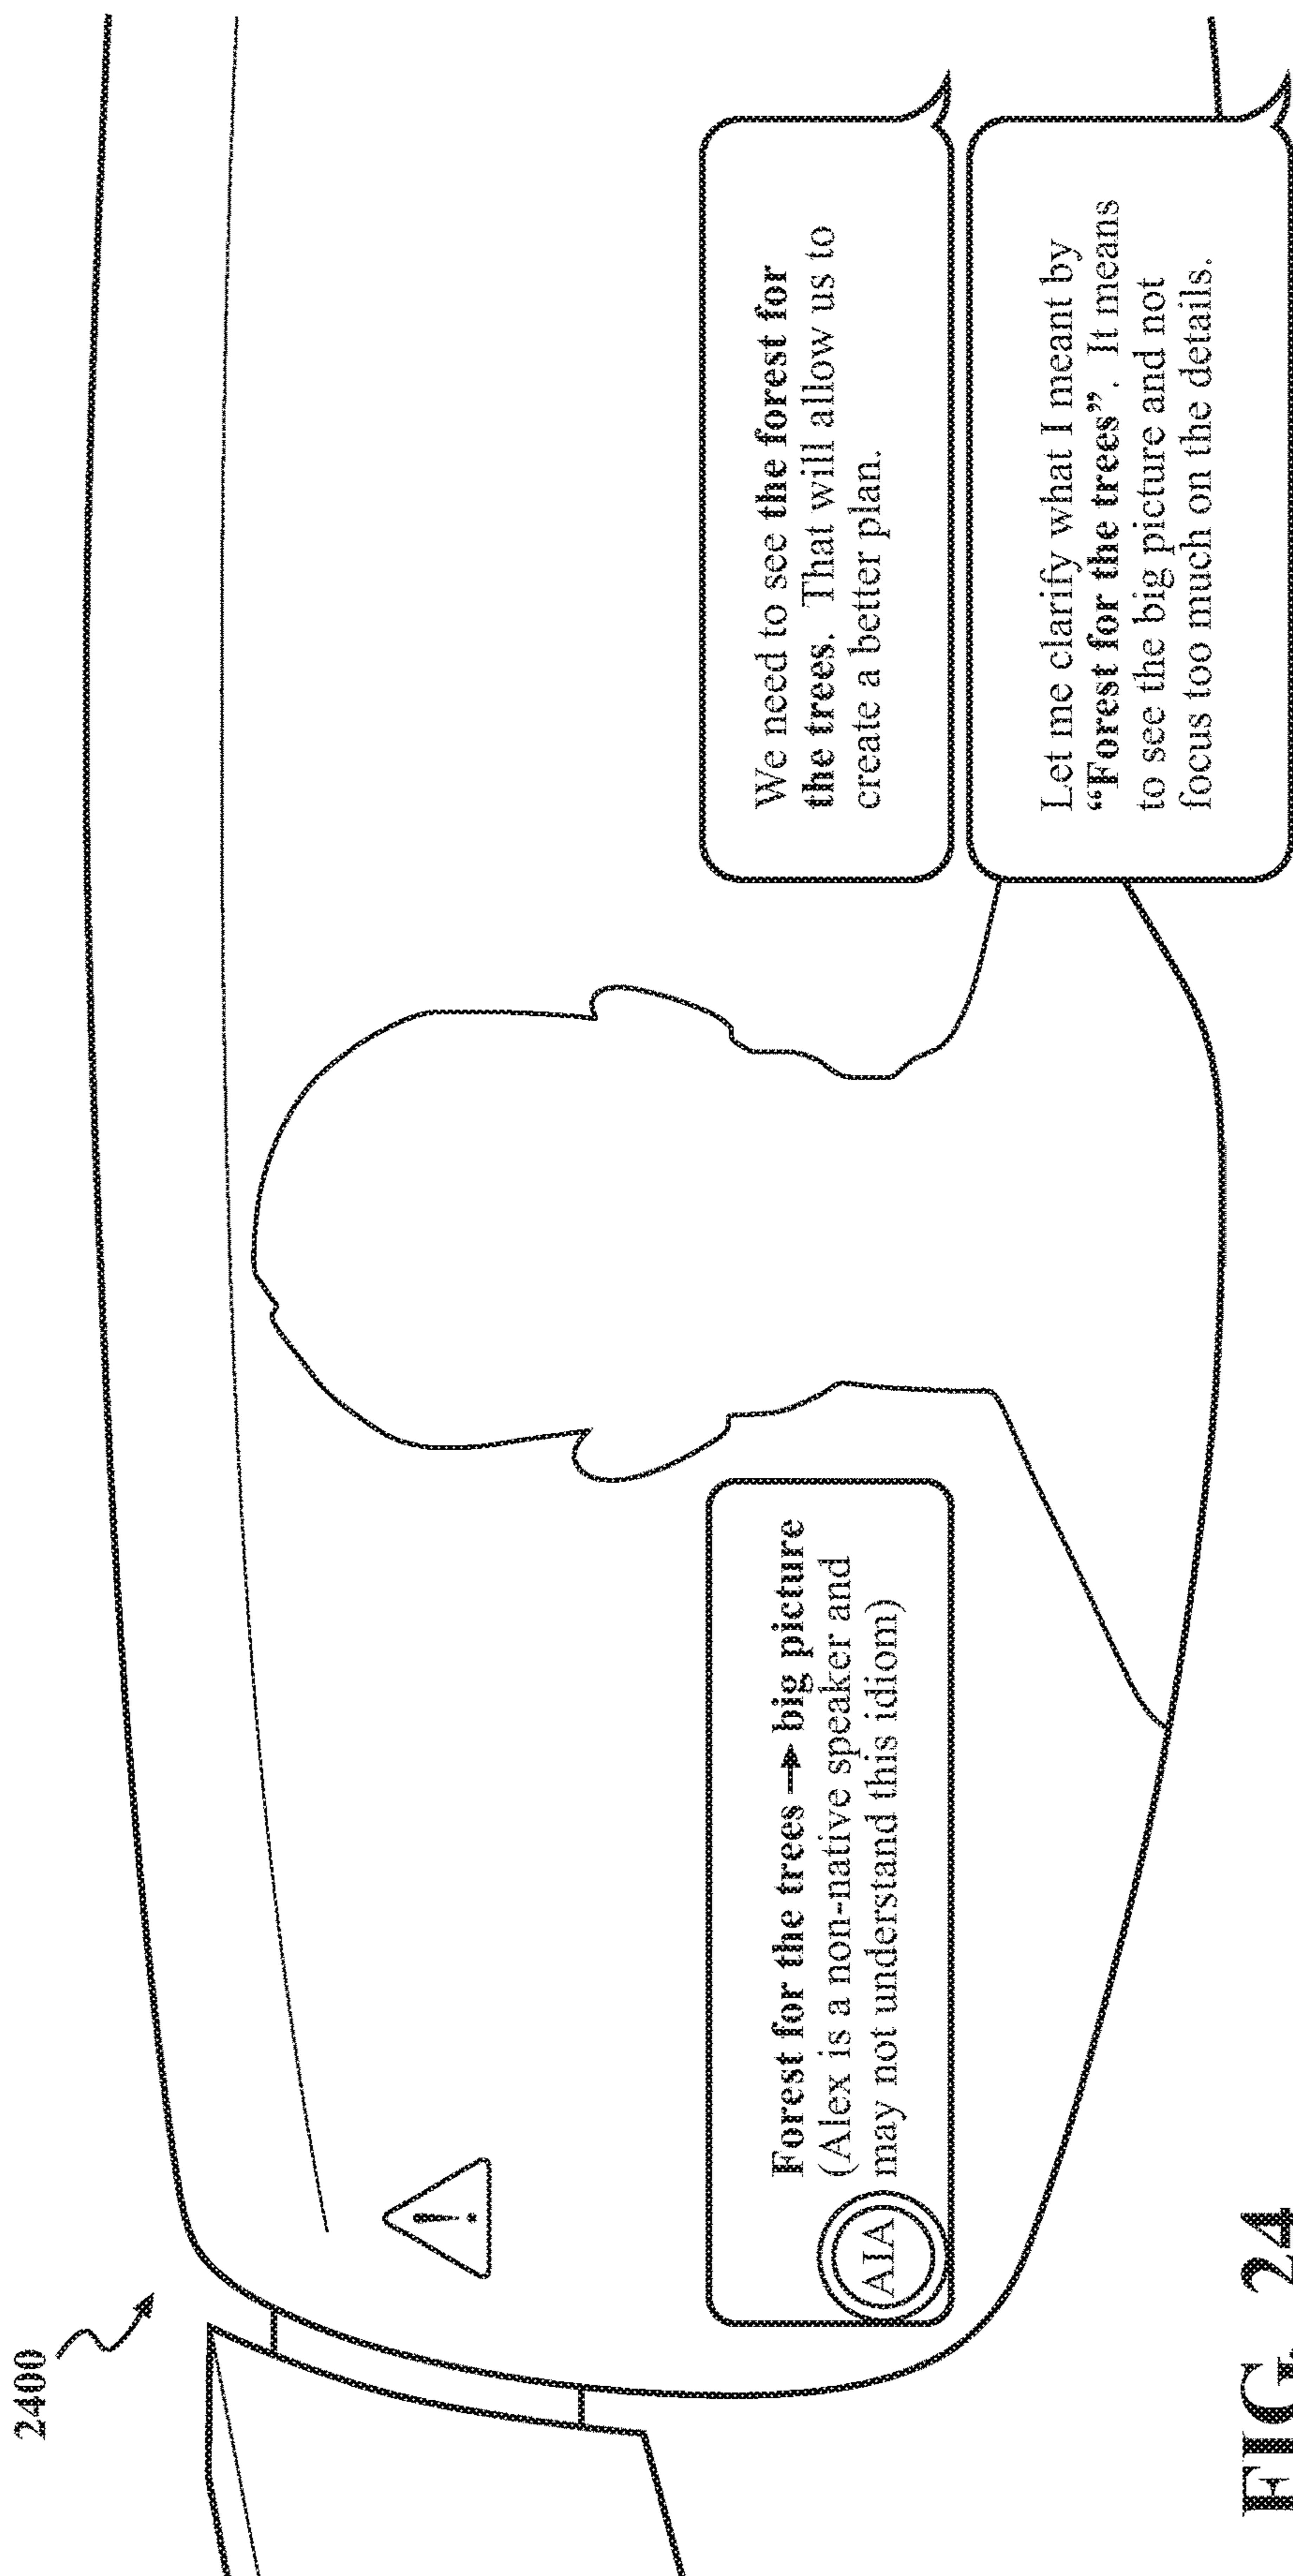 2400
!
Forest for the trees → big picture
(Alex is a non-native speaker and
may not understand this idiom)
AIA
We need to see the forest for
the trees. That will allow us to
create a better plan.
Let me clarify what I meant by
“Forest for the trees”. It means
to see the big picture and not
focus too much on the details.
FIG. 24